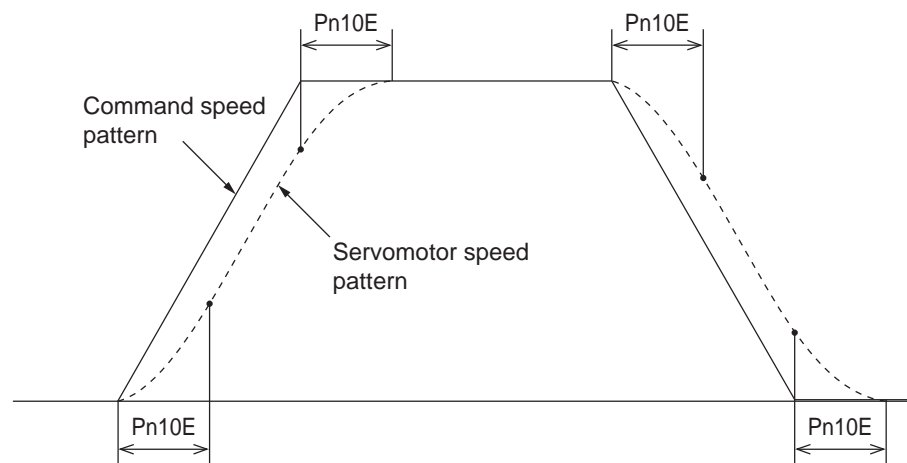 Pn10E
Pn10E
Command speed
pattern
Servomotor speed
pattern
Pn10E
Pn10E